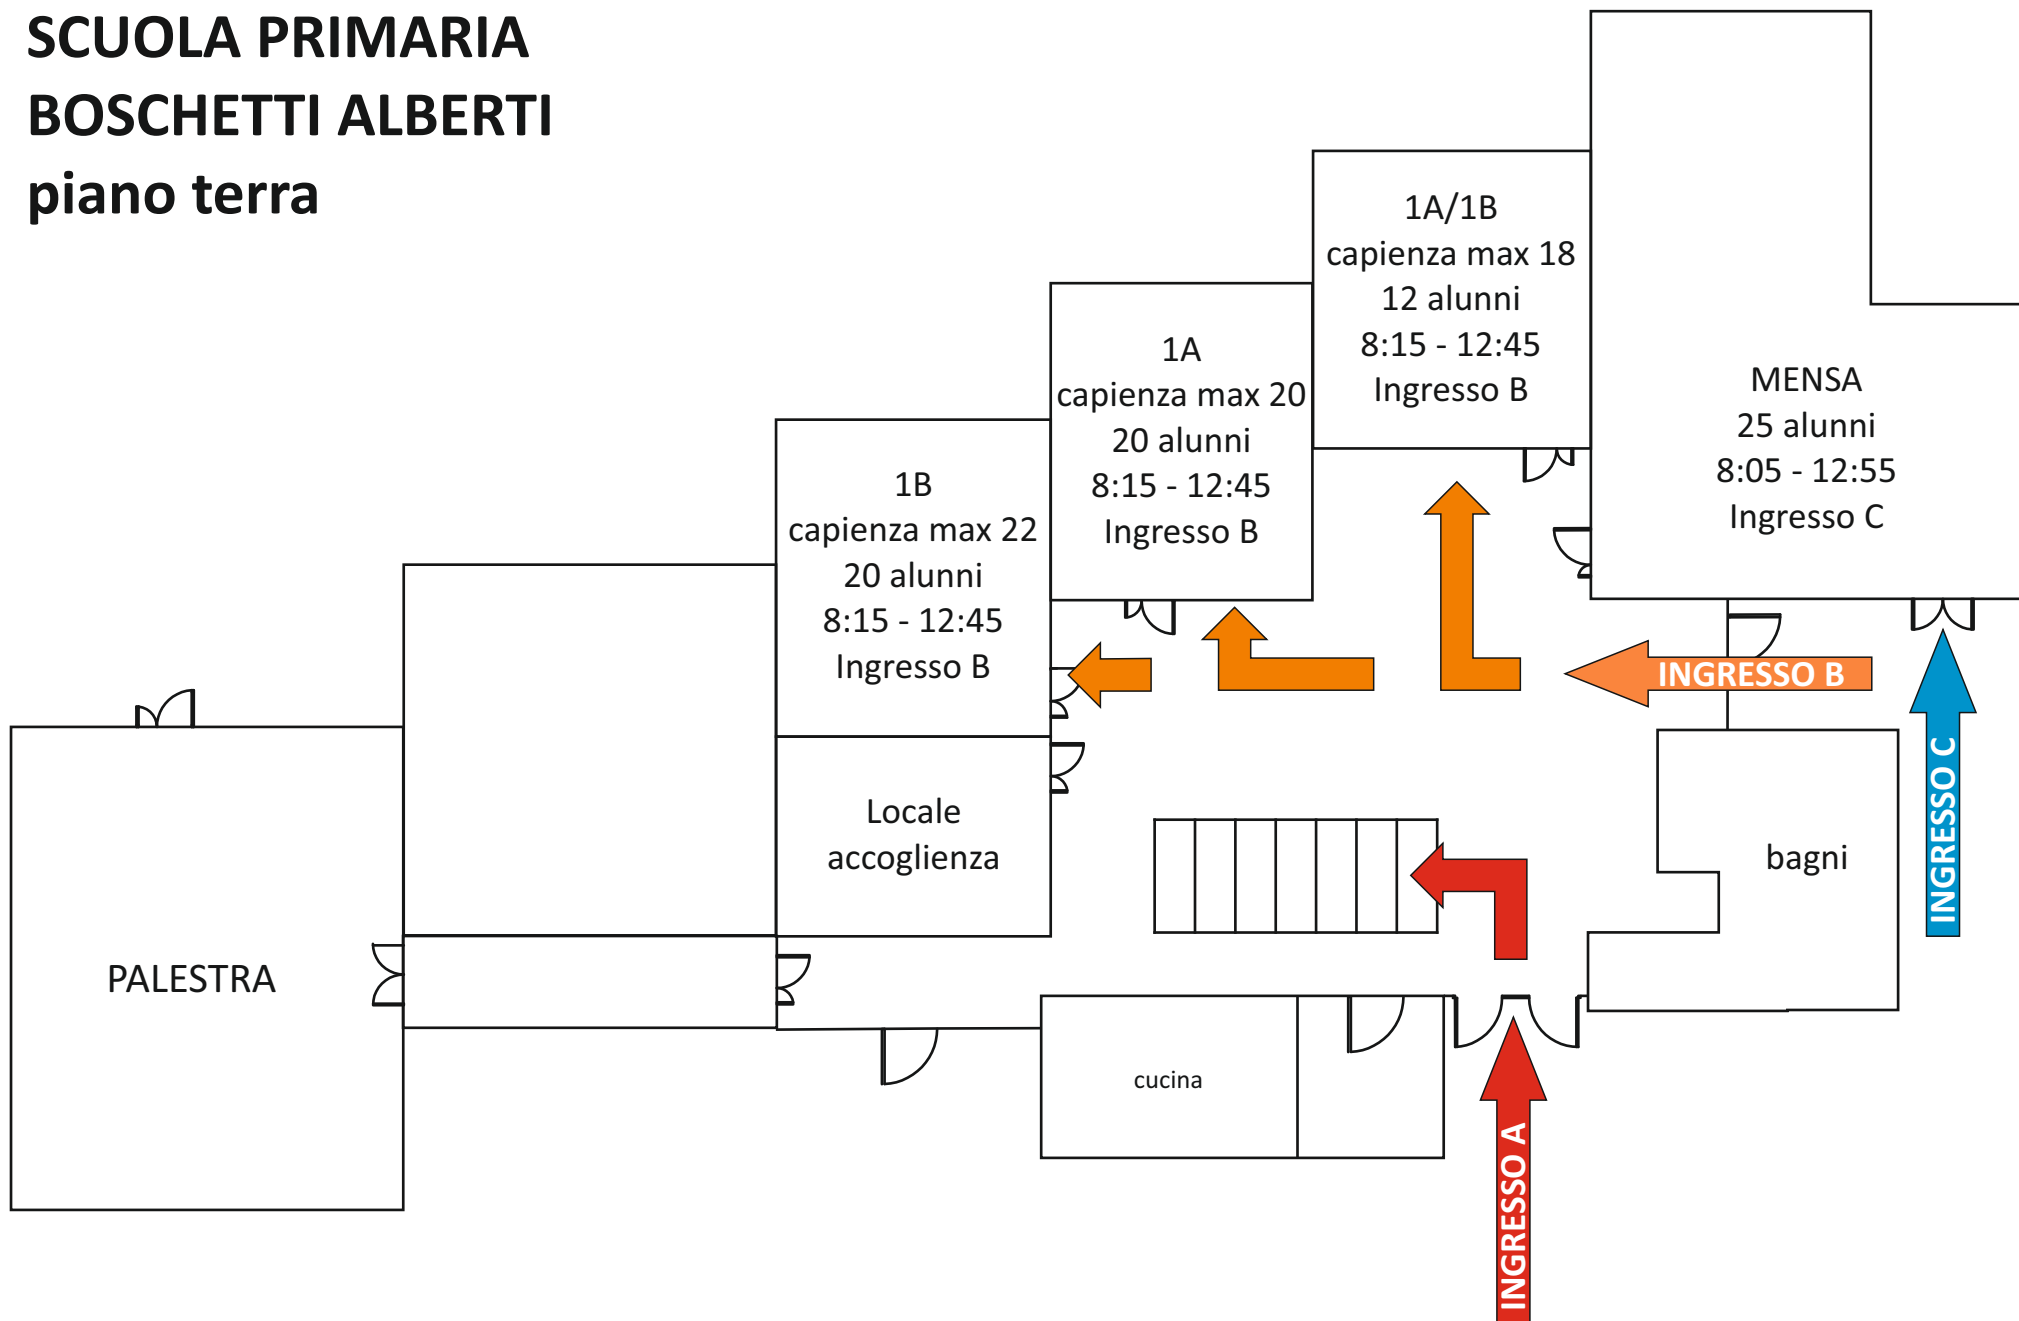 SCUOLA PRIMARIA
BOSCHETTI ALBERTI
piano terra
1A/1B
capienza max 18
12 alunni
8:15 - 12:45
Ingresso B
1A
capienza max 20
20 alunni
8:15 - 12:45
Ingresso B
MENSA
25 alunni
8:05 - 12:55
Ingresso C
1B
capienza max 22
20 alunni
8:15 - 12:45
Ingresso B
INGRESSO B
INGRESSO C
Locale
accoglienza
bagni
PALESTRA
cucina
INGRESSO A